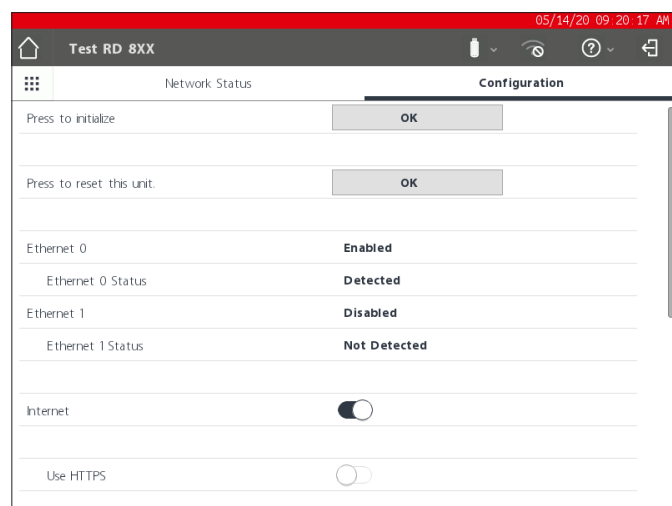 05/14/20 09:20:17 AM
Test RD 8XX
Network Status
Configuration
Press to initialize
OK
Press to reset this unit.
OK
Ethernet 0
Enabled
Ethernet 0 Status
Detected
Ethernet 1
Disabled
Ethernet 1 Status
Not Detected
Internet
Use HTTPS